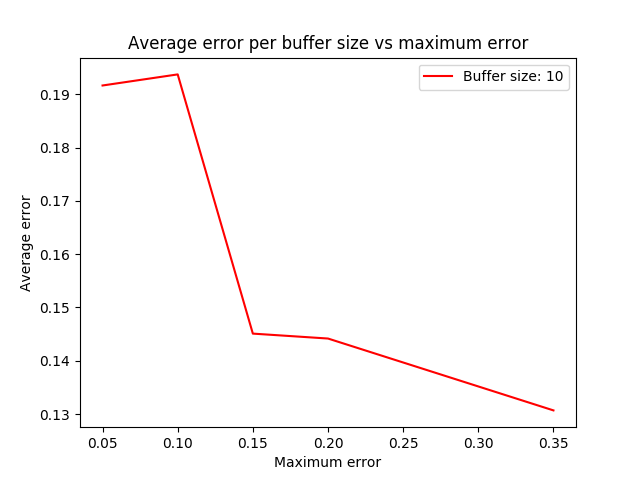 Average error per buffer size vs maximum error
Buffer size: 10
0.19
0.18
0.17
0.16
0.15
0.14
0.13
Average error
0.05 0.10 0.15 0.20 0.25 0.30 0.35
Maximum error